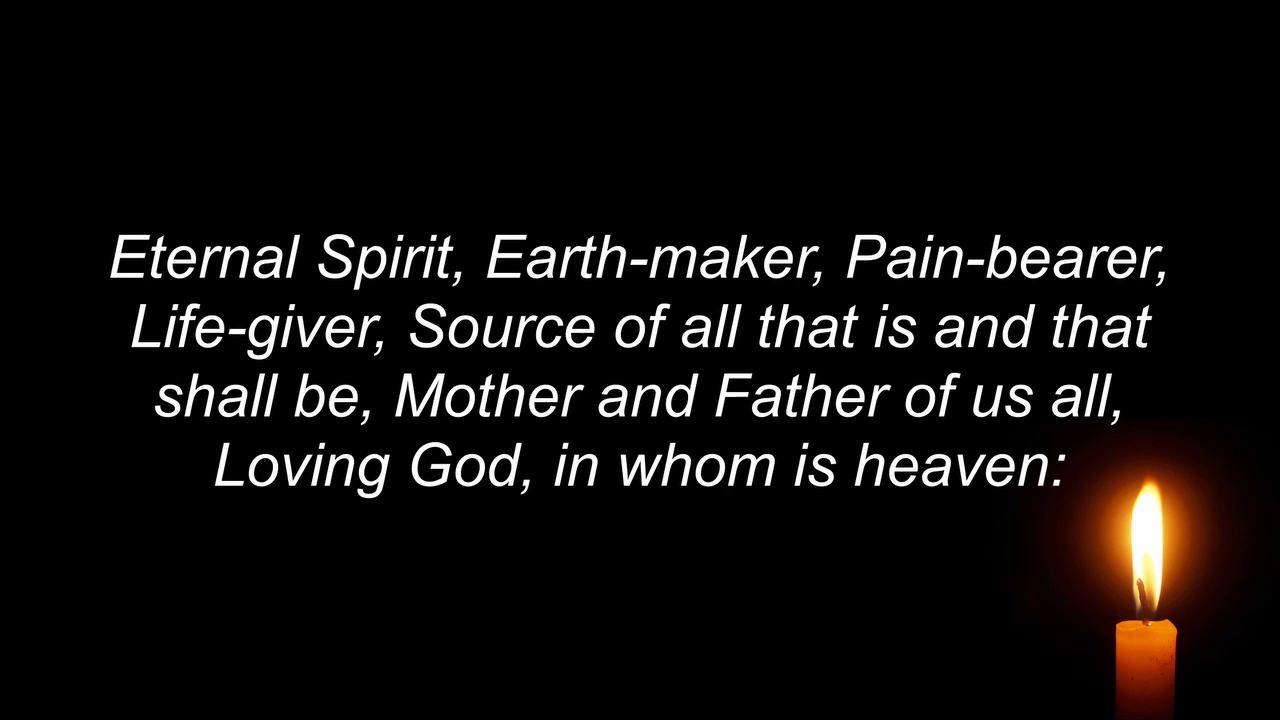 Eternal Spirit, Earth-maker, Pain-bearer,
Life-giver, Source of all that is and that
shall be, Mother and Father of us all,
Loving God, in whom is heaven: